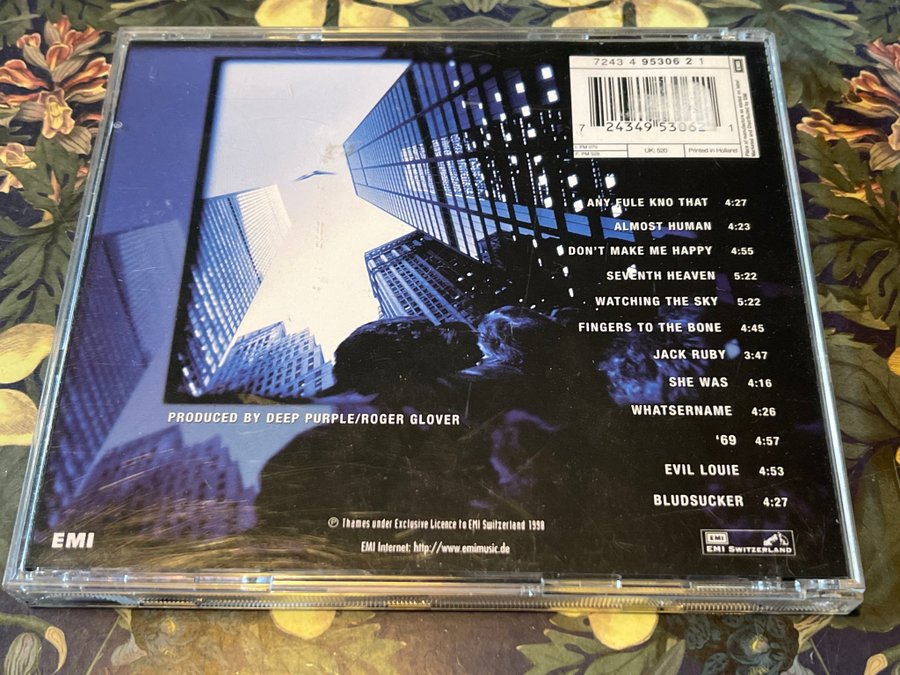 7243 4 95306 2 1
7 24349 53062 1
UK: 520
Printed in Holland
ANY FULE KNO THAT 4:27
ALMOST HUMAN 4:23
DON'T MAKE ME HAPPY 4:55
SEVENTH HEAVEN 5:22
WATCHING THE SKY 5:22
FINGERS TO THE BONE 4:45
JACK RUBY 3:47
SHE WAS 4:16
WHATSERNAME 4:26
'69 4:57
EVIL LOUIE 4:53
BLUDSUCKER 4:27
PRODUCED BY DEEP PURPLE/ROGER GLOVER
℗ Thames under Exclusive Licence to EMI Switzerland 1998
EMI Internet: http://www.emimusic.de
EMI
EMI
EMI SWITZERLAND